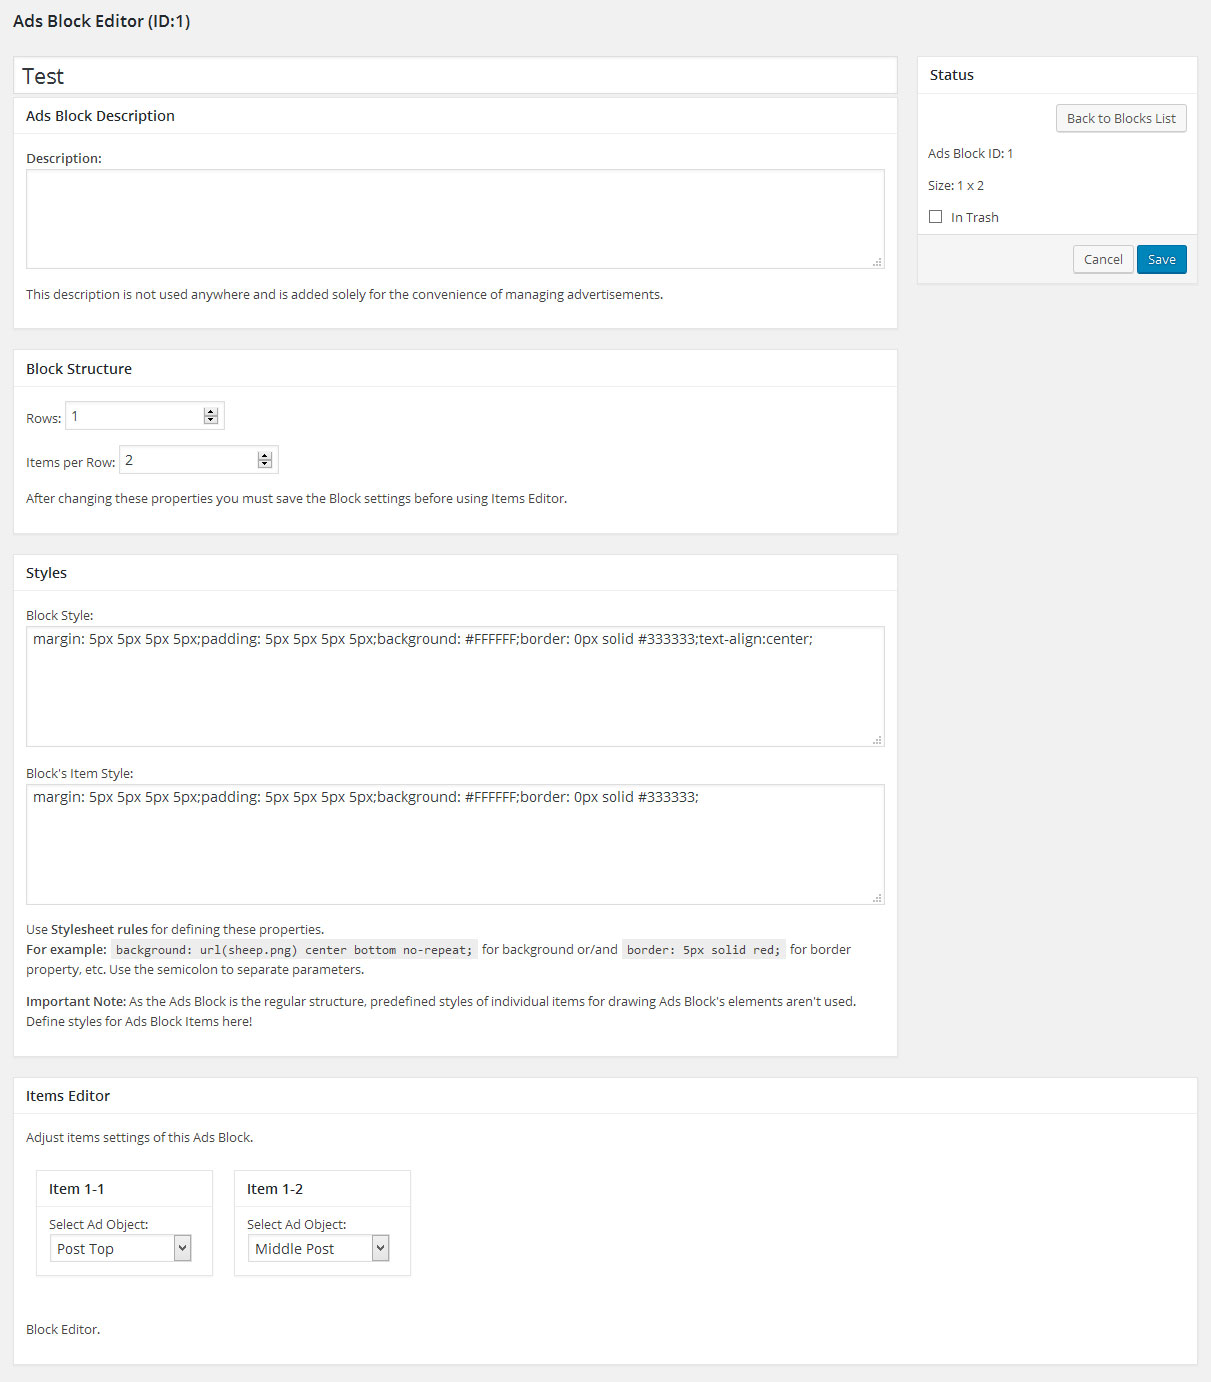 Ads Block Editor (ID:1)
Test
Ads Block Description
Description:
This description is not used anywhere and is added solely for the convenience of managing advertisements.
Status
Back to Blocks List
Ads Block ID: 1
Size: 1 x 2
In Trash
Cancel
Save
Block Structure
Rows: 1
Items per Row: 2
After changing these properties you must save the Block settings before using Items Editor.
Styles
Block Style:
margin: 5px 5px 5px 5px;padding: 5px 5px 5px 5px;background: #FFFFFF;border: 0px solid #333333;text-align:center;
Block's Item Style:
margin: 5px 5px 5px 5px;padding: 5px 5px 5px 5px;background: #FFFFFF;border: 0px solid #333333;
Use Stylesheet rules for defining these properties.
For example: background: url(sheep.png) center bottom no-repeat; for background or/and border: 5px solid red; for border
property, etc. Use the semicolon to separate parameters.
Important Note: As the Ads Block is the regular structure, predefined styles of individual items for drawing Ads Block's elements aren't used.
Define styles for Ads Block Items here!
Items Editor
Adjust items settings of this Ads Block.
Item 1-1
Select Ad Object:
Post Top
Item 1-2
Select Ad Object:
Middle Post
Block Editor.